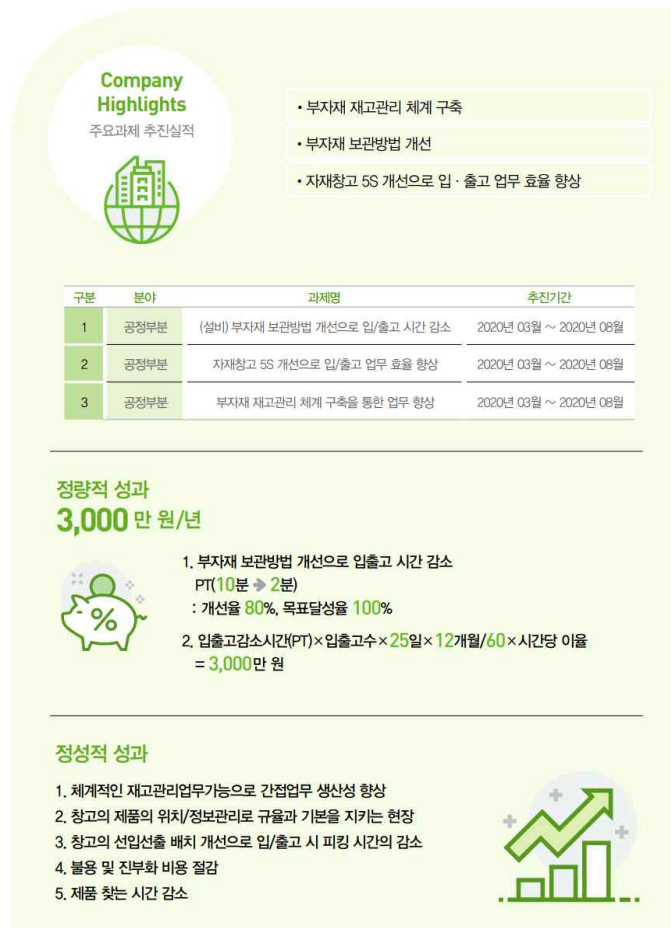 Company
Highlights
주요과제 추진실적
• 부자재 재고관리 체계 구축
• 부자재 보관방법 개선
• 자재창고 5S 개선으로 입 · 출고 업무 효율 향상
구분 분야 과제명 추진기간
1 공정부분 (설비) 부자재 보관방법 개선으로 입/출고 시간 감소 2020년 03월 ~ 2020년 08월
2 공정부분 자재창고 5S 개선으로 입/출고 업무 효율 향상 2020년 03월 ~ 2020년 08월
3 공정부분 부자재 재고관리 체계 구축을 통한 업무 향상 2020년 03월 ~ 2020년 08월
정량적 성과
3,000 만 원/년
%
1. 부자재 보관방법 개선으로 입출고 시간 감소
PT(10분 ➔ 2분)
: 개선율 80%, 목표달성율 100%
2. 입출고감소시간(PT)×입출고수×25일×12개월/60×시간당 이율
= 3,000만 원
정성적 성과
1. 체계적인 재고관리업무가능으로 간접업무 생산성 향상
2. 창고의 제품의 위치/정보관리로 규율과 기본을 지키는 현장
3. 창고의 선입선출 배치 개선으로 입/출고 시 피킹 시간의 감소
4. 불용 및 진부화 비용 절감
5. 제품 찾는 시간 감소